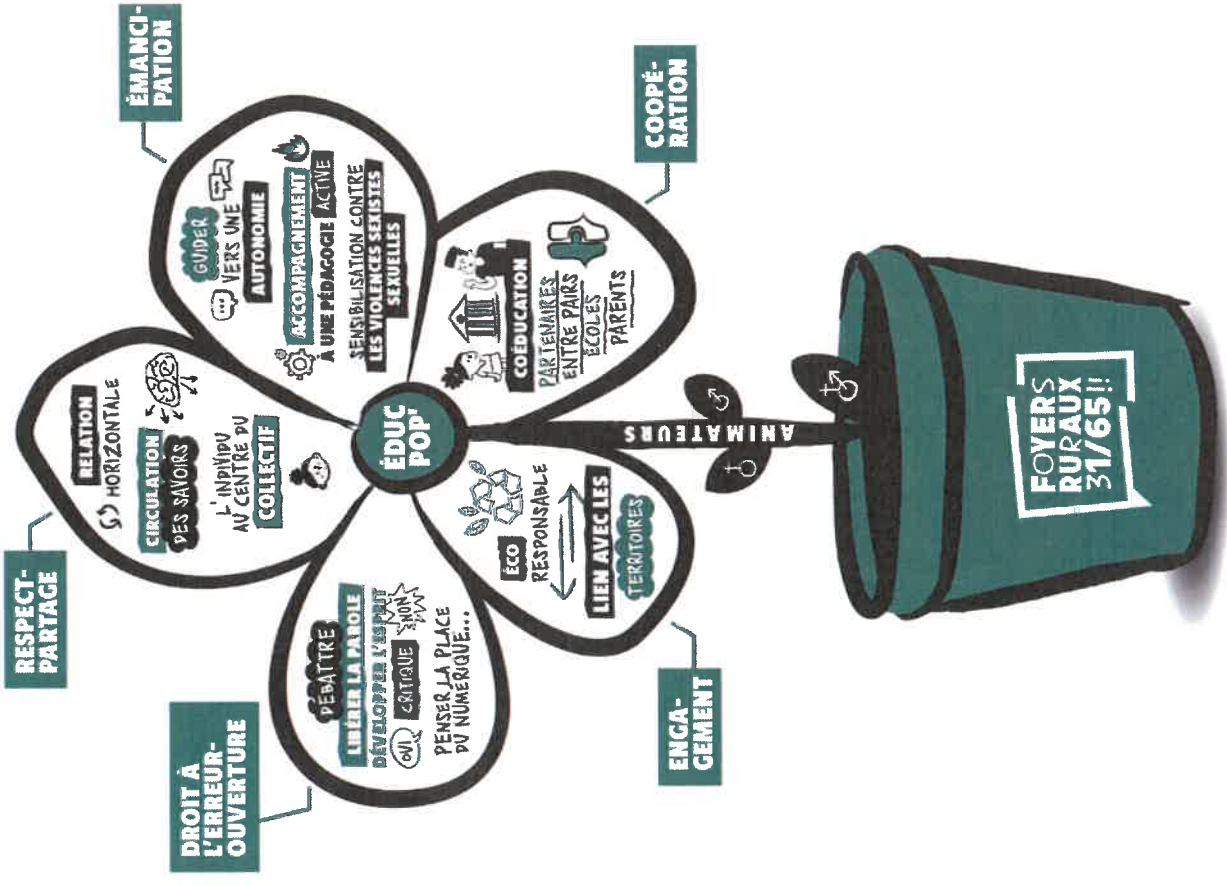 RESPECT-
PARTAGE
RELATION
HORIZONTALE
CIRCULATION
DES SAVOIRS
L'INDIVIDU
AU CENTRE DU
COLLECTIF
ÉMANCI-
PATION
GUIDER
VERS UNE
AUTONOMIE
ACCOMPAGNEMENT
À UNE PÉDAGOGIE ACTIVE
SENSIBILISATION CONTRE
LES VIOLENCES SEXISTES
SEXUELLES
DROIT À
L'ERREUR-
OUVERTURE
DÉBATTRE
LIBÉRER LA PAROLE
DÉVELOPPER L'ESPRIT
OUI CRITIQUE NON
PENSER LA PLACE
DU NUMÉRIQUE...
ÉDUC
POP'
COOPÉ-
RATION
COÉDUCATION
PARTENAIRES
ENTRE PAIRS
ÉCOLES
PARENTS
ENGA-
GEMENT
ÉCO
RESPONSABLE
LIEN AVEC LES
TERRITOIRES
ANIMATEURS
FOYERS
RURAUX
31/65!!